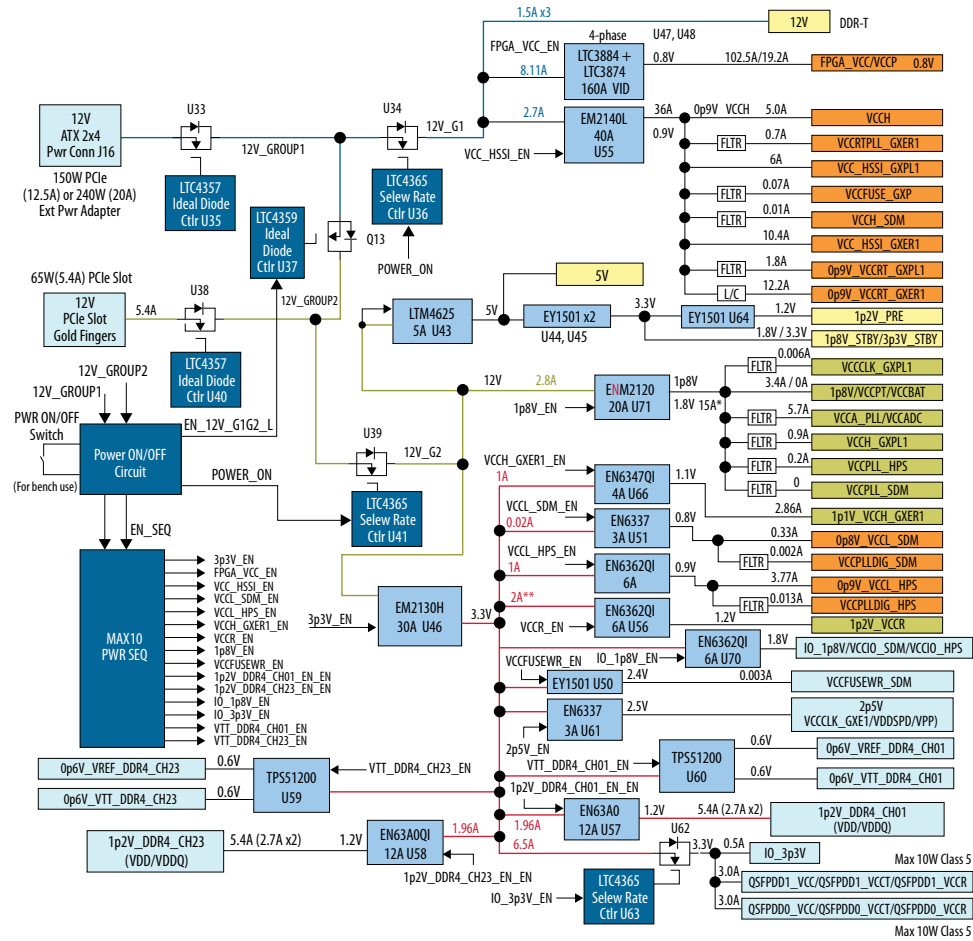 1.5A x3
12V
DDR-T
4-phase
U47, U48
FPGA_VCC_EN
LTC3884 +
LTC3874
160A VID
0.8V
102.5A/19.2A
FPGA_VCC/VCCP 0.8V
8.11A
12V
ATX 2x4
Pwr Conn J16
150W PCIe
(12.5A) or 240W (20A)
Ext Pwr Adapter
U33
12V_GROUP1
U34
12V_G1
2.7A
EM2140L
40A
U55
VCC_HSSI_EN
36A
0.9V
0p9V VCCH
5.0A
VCCH
FLTR
0.7A
VCCRTPLL_GXER1
6A
VCC_HSSI_GXPL1
FLTR
0.07A
VCCFUSE_GXP
FLTR
0.01A
VCCH_SDM
10.4A
VCC_HSSI_GXER1
FLTR
1.8A
0p9V_VCCRT_GXPL1
L/C
12.2A
0p9V_VCCRT_GXER1
LTC4357
Ideal Diode
Ctlr U35
LTC4359
Ideal
Diode
Ctlr U37
Q13
LTC4365
Selew Rate
Ctlr U36
POWER_ON
65W(5.4A) PCIe Slot
12V
PCIe Slot
Gold Fingers
5.4A
U38
12V_GROUP2
LTC4357
Ideal Diode
Ctlr U40
LTM4625
5A U43
5V
5V
EY1501 x2
U44, U45
3.3V
EY1501 U64
1.2V
1p2V_PRE
1.8V / 3.3V
1p8V_STBY/3p3V_STBY
12V
2.8A
1p8V_EN
ENM2120
20A U71
1p8V
1.8V
15A*
FLTR
0.006A
VCCCLK_GXPL1
3.4A / 0A
1p8V/VCCPT/VCCBAT
FLTR
5.7A
VCCA_PLL/VCCADC
FLTR
0.9A
VCCH_GXPL1
FLTR
0.2A
VCCPLL_HPS
FLTR
0
VCCPLL_SDM
12V_GROUP1
12V_GROUP2
PWR ON/OFF
Switch
(For bench use)
Power ON/OFF
Circuit
EN_12V_G1G2_L
POWER_ON
EN_SEQ
U39
12V_G2
LTC4365
Selew Rate
Ctlr U41
VCCH_GXER1_EN
1A
EN6347QI
4A U66
1.1V
2.86A
1p1V_VCCH_GXER1
VCCL_SDM_EN
0.02A
EN6337
3A U51
0.8V
0.33A
0p8V_VCCL_SDM
FLTR
0.002A
VCCPLLDIG_SDM
VCCL_HPS_EN
1A
EN6362QI
6A
0.9V
3.77A
0p9V_VCCL_HPS
FLTR
0.013A
VCCPLLDIG_HPS
2A**
VCCR_EN
EN6362QI
6A U56
1.2V
1p2V_VCCR
MAX10
PWR SEQ
3p3V_EN
FPGA_VCC_EN
VCC_HSSI_EN
VCCL_SDM_EN
VCCL_HPS_EN
VCCH_GXER1_EN
VCCR_EN
1p8V_EN
VCCFUSEWR_EN
1p2V_DDR4_CH01_EN_EN
1p2V_DDR4_CH23_EN_EN
IO_1p8V_EN
IO_3p3V_EN
VTT_DDR4_CH01_EN
VTT_DDR4_CH23_EN
3p3V_EN
EM2130H
30A U46
3.3V
IO_1p8V_EN
EN6362QI
6A U70
1.8V
IO_1p8V/VCCIO_SDM/VCCIO_HPS
VCCFUSEWR_EN
EY1501 U50
2.4V
0.003A
VCCFUSEWR_SDM
EN6337
3A U61
2.5V
2p5V
VCCCLK_GXE1/VDDSPD/VPP)
2p5V_EN
VTT_DDR4_CH01_EN
TPS51200
U60
0.6V
0p6V_VREF_DDR4_CH01
0.6V
0p6V_VTT_DDR4_CH01
0p6V_VREF_DDR4_CH23
0.6V
0p6V_VTT_DDR4_CH23
0.6V
TPS51200
U59
VTT_DDR4_CH23_EN
1p2V_DDR4_CH01_EN_EN
1.96A
EN63A0
12A U57
1.2V
5.4A (2.7A x2)
1p2V_DDR4_CH01
(VDD/VDDQ)
1p2V_DDR4_CH23
(VDD/VDDQ)
5.4A (2.7A x2)
1.2V
EN63A0QI
12A U58
1.96A
1p2V_DDR4_CH23_EN_EN
6.5A
U62
3.3V
0.5A
IO_3p3V
Max 10W Class 5
IO_3p3V_EN
LTC4365
Selew Rate
Ctlr U63
3.0A
QSFPDD1_VCC/QSFPDD1_VCCT/QSFPDD1_VCCR
3.0A
QSFPDD0_VCC/QSFPDD0_VCCT/QSFPDD0_VCCR
Max 10W Class 5